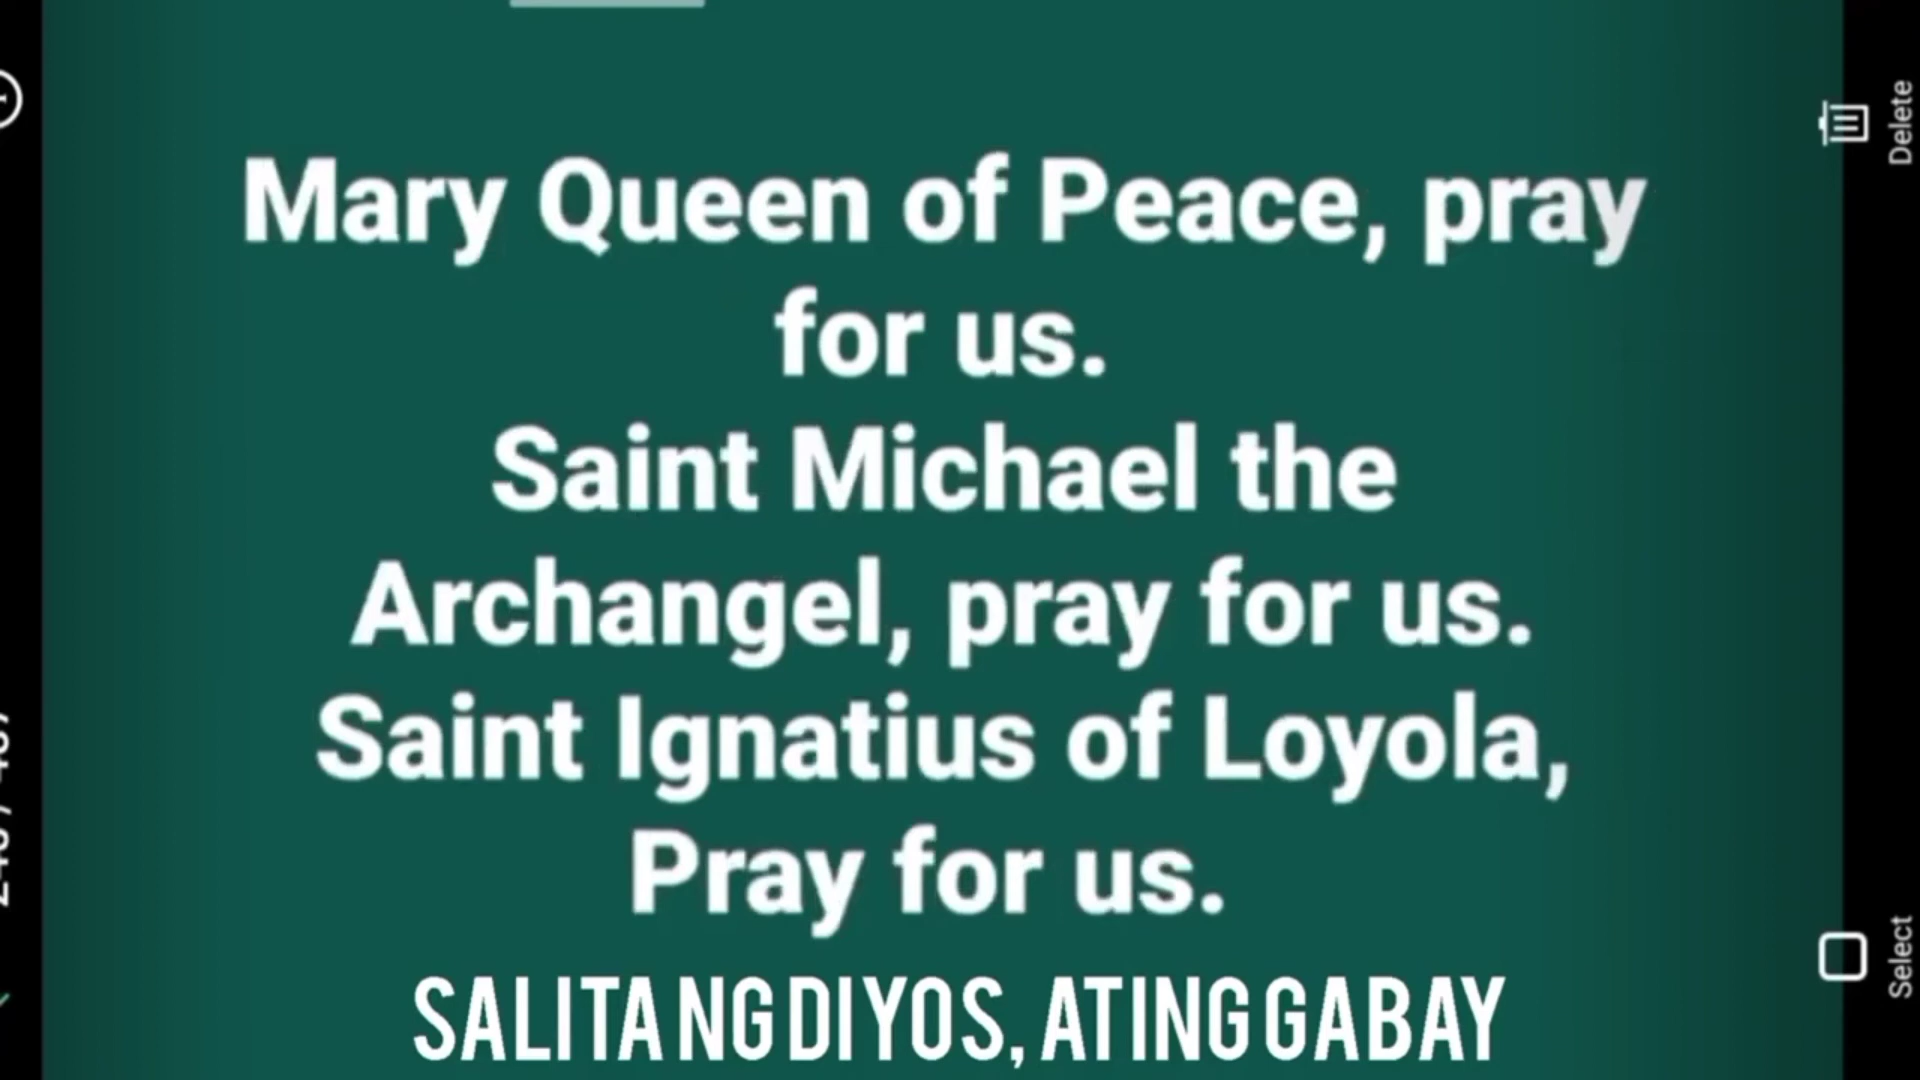 Mary Queen of Peace, pray
for us.
Saint Michael the
Archangel, pray for us.
Saint Ignatius of Loyola,
Pray for us.
SALITA NG DIYOS, ATING GABAY
Delete
Select